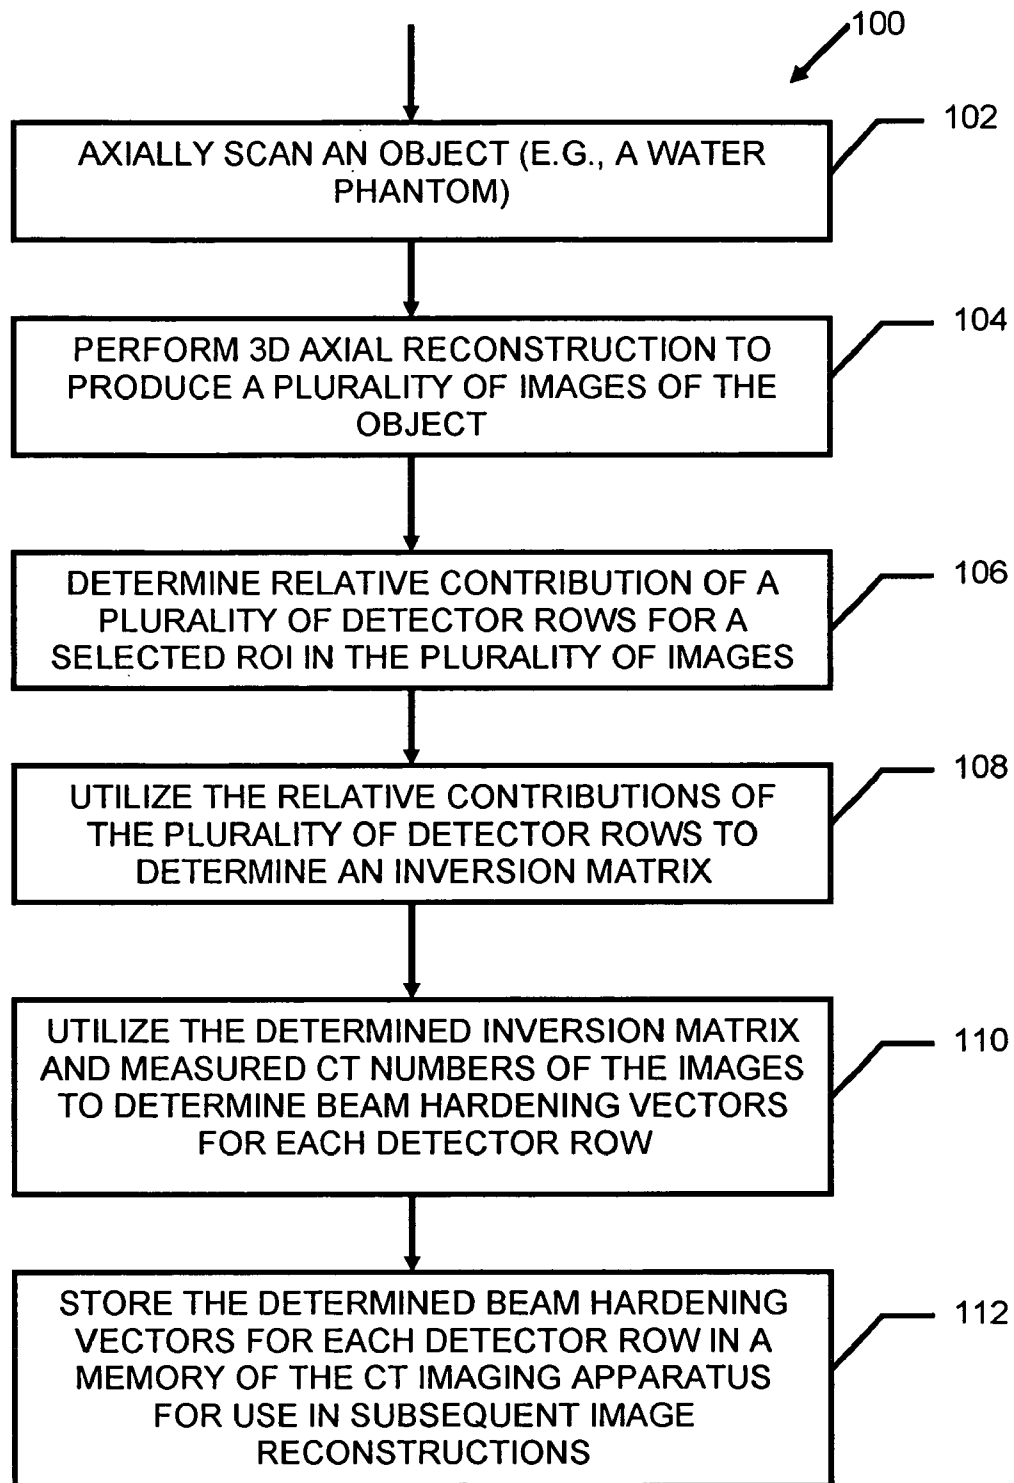 100
AXIALLY SCAN AN OBJECT (E.G., A WATER
PHANTOM)
102
PERFORM 3D AXIAL RECONSTRUCTION TO
PRODUCE A PLURALITY OF IMAGES OF THE
OBJECT
104
DETERMINE RELATIVE CONTRIBUTION OF A
PLURALITY OF DETECTOR ROWS FOR A
SELECTED ROI IN THE PLURALITY OF IMAGES
106
UTILIZE THE RELATIVE CONTRIBUTIONS OF
THE PLURALITY OF DETECTOR ROWS TO
DETERMINE AN INVERSION MATRIX
108
UTILIZE THE DETERMINED INVERSION MATRIX
AND MEASURED CT NUMBERS OF THE IMAGES
TO DETERMINE BEAM HARDENING VECTORS
FOR EACH DETECTOR ROW
110
STORE THE DETERMINED BEAM HARDENING
VECTORS FOR EACH DETECTOR ROW IN A
MEMORY OF THE CT IMAGING APPARATUS
FOR USE IN SUBSEQUENT IMAGE
RECONSTRUCTIONS
112